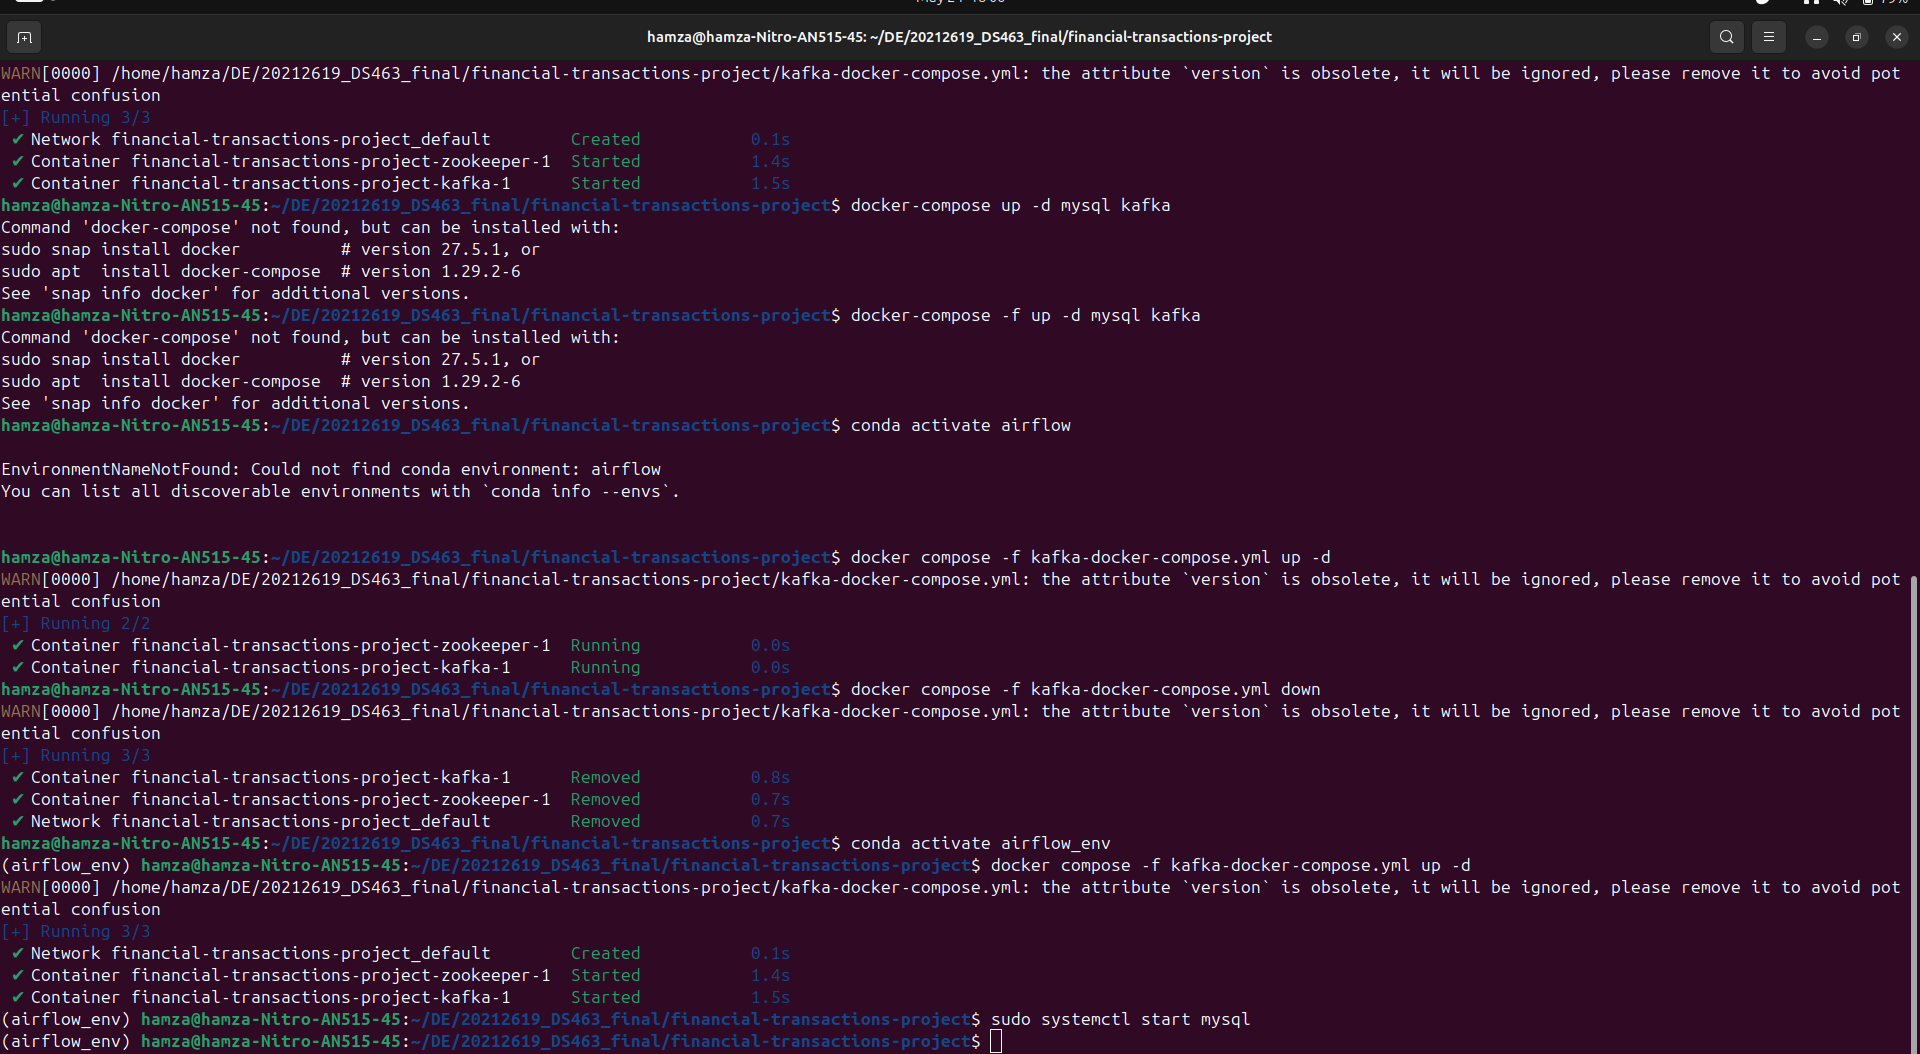 hamza@hamza-Nitro-AN515-45: ~/DE/20212619_DS463_final/financial-transactions-project
WARN[0000] /home/hamza/DE/20212619_DS463_final/financial-transactions-project/kafka-docker-compose.yml: the attribute `version` is obsolete, it will be ignored, please remove it to avoid pot
ential confusion
[+] Running 3/3
✔ Network financial-transactions-project_default Created 0.1s
✔ Container financial-transactions-project-zookeeper-1 Started 1.4s
✔ Container financial-transactions-project-kafka-1 Started 1.5s
hamza@hamza-Nitro-AN515-45:~/DE/20212619_DS463_final/financial-transactions-project$ docker-compose up -d mysql kafka
Command 'docker-compose' not found, but can be installed with:
sudo snap install docker # version 27.5.1, or
sudo apt install docker-compose # version 1.29.2-6
See 'snap info docker' for additional versions.
hamza@hamza-Nitro-AN515-45:~/DE/20212619_DS463_final/financial-transactions-project$ docker-compose -f up -d mysql kafka
Command 'docker-compose' not found, but can be installed with:
sudo snap install docker # version 27.5.1, or
sudo apt install docker-compose # version 1.29.2-6
See 'snap info docker' for additional versions.
hamza@hamza-Nitro-AN515-45:~/DE/20212619_DS463_final/financial-transactions-project$ conda activate airflow
EnvironmentNameNotFound: Could not find conda environment: airflow
You can list all discoverable environments with `conda info --envs`.
hamza@hamza-Nitro-AN515-45:~/DE/20212619_DS463_final/financial-transactions-project$ docker compose -f kafka-docker-compose.yml up -d
WARN[0000] /home/hamza/DE/20212619_DS463_final/financial-transactions-project/kafka-docker-compose.yml: the attribute `version` is obsolete, it will be ignored, please remove it to avoid pot
ential confusion
[+] Running 2/2
✔ Container financial-transactions-project-zookeeper-1 Running 0.0s
✔ Container financial-transactions-project-kafka-1 Running 0.0s
hamza@hamza-Nitro-AN515-45:~/DE/20212619_DS463_final/financial-transactions-project$ docker compose -f kafka-docker-compose.yml down
WARN[0000] /home/hamza/DE/20212619_DS463_final/financial-transactions-project/kafka-docker-compose.yml: the attribute `version` is obsolete, it will be ignored, please remove it to avoid pot
ential confusion
[+] Running 3/3
✔ Container financial-transactions-project-kafka-1 Removed 0.8s
✔ Container financial-transactions-project-zookeeper-1 Removed 0.7s
✔ Network financial-transactions-project_default Removed 0.7s
hamza@hamza-Nitro-AN515-45:~/DE/20212619_DS463_final/financial-transactions-project$ conda activate airflow_env
(airflow_env) hamza@hamza-Nitro-AN515-45:~/DE/20212619_DS463_final/financial-transactions-project$ docker compose -f kafka-docker-compose.yml up -d
WARN[0000] /home/hamza/DE/20212619_DS463_final/financial-transactions-project/kafka-docker-compose.yml: the attribute `version` is obsolete, it will be ignored, please remove it to avoid pot
ential confusion
[+] Running 3/3
✔ Network financial-transactions-project_default Created 0.1s
✔ Container financial-transactions-project-zookeeper-1 Started 1.4s
✔ Container financial-transactions-project-kafka-1 Started 1.5s
(airflow_env) hamza@hamza-Nitro-AN515-45:~/DE/20212619_DS463_final/financial-transactions-project$ sudo systemctl start mysql
(airflow_env) hamza@hamza-Nitro-AN515-45:~/DE/20212619_DS463_final/financial-transactions-project$